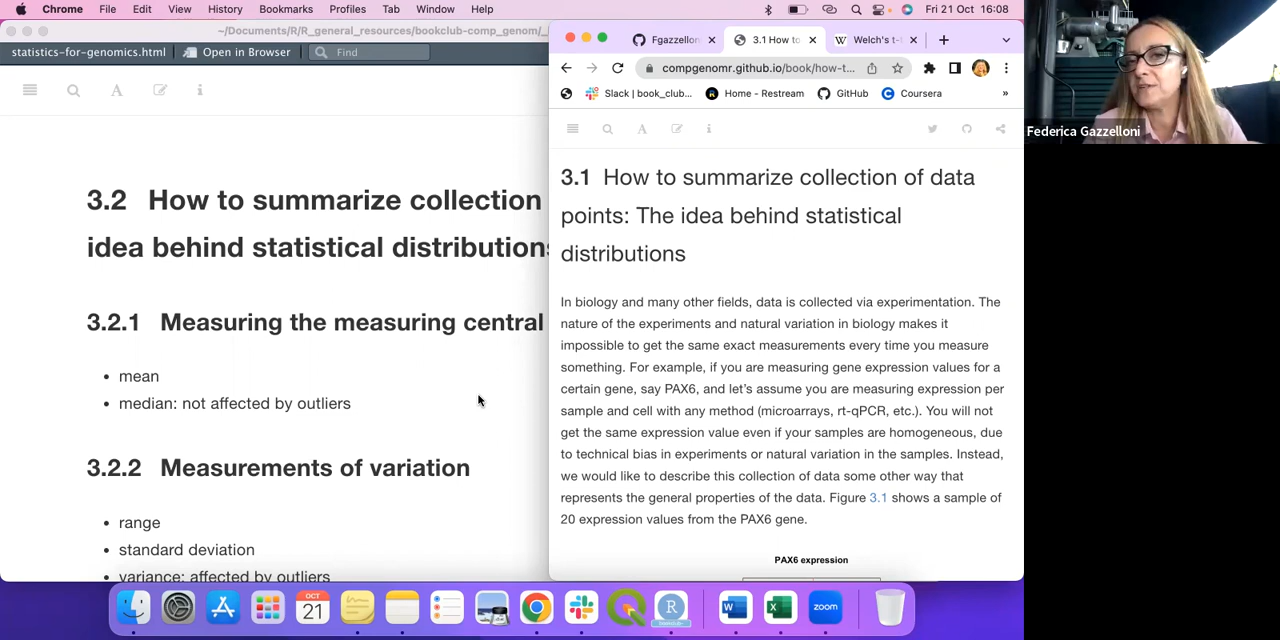 Chrome File Edit View History Bookmarks Profiles Tab Window Help Fri 21 Oct 16:08
~/Documents/R/R_general_resources/bookclub-comp_genom/_
statistics-for-genomics.html Open in Browser Find
3.2 How to summarize collection
idea behind statistical distributions
3.2.1 Measuring the measuring central
• mean
• median: not affected by outliers
3.2.2 Measurements of variation
• range
• standard deviation
• variance: affected by outliers
Fgazzellon 3.1 How to Welch's t-
compgenomr.github.io/book/how-t...
Slack | book_club... Home - Restream GitHub Coursera »
3.1 How to summarize collection of data
points: The idea behind statistical
distributions
In biology and many other fields, data is collected via experimentation. The
nature of the experiments and natural variation in biology makes it
impossible to get the same exact measurements every time you measure
something. For example, if you are measuring gene expression values for a
certain gene, say PAX6, and let's assume you are measuring expression per
sample and cell with any method (microarrays, rt-qPCR, etc.). You will not
get the same expression value even if your samples are homogeneous, due
to technical bias in experiments or natural variation in the samples. Instead,
we would like to describe this collection of data some other way that
represents the general properties of the data. Figure 3.1 shows a sample of
20 expression values from the PAX6 gene.
PAX6 expression
Federica Gazzelloni
OCT
21
R
W
X
zoom